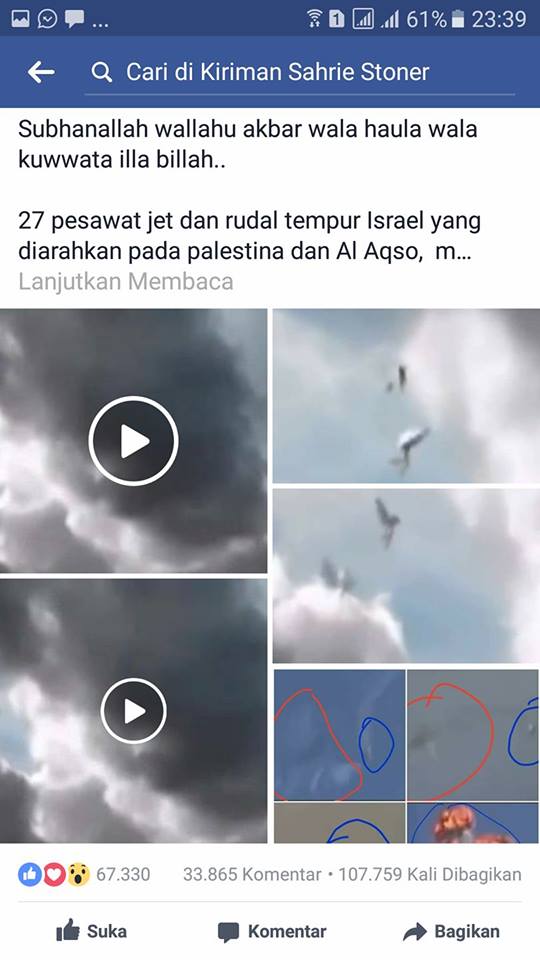 ... 1 61% 23:39
Cari di Kiriman Sahrie Stoner
Subhanallah wallahu akbar wala haula wala
kuwwata illa billah..
27 pesawat jet dan rudal tempur Israel yang
diarahkan pada palestina dan Al Aqso, m...
Lanjutkan Membaca
67.330 33.865 Komentar • 107.759 Kali Dibagikan
Suka Komentar Bagikan